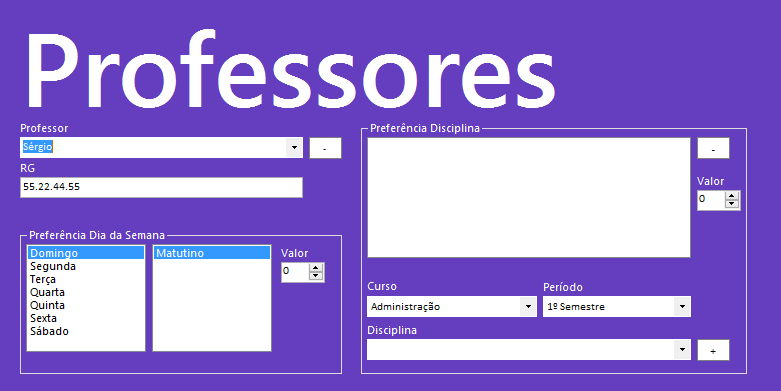 Professores
Professor
Sérgio
-
RG
55.22.44.55
Preferência Dia da Semana
Domingo
Segunda
Terça
Quarta
Quinta
Sexta
Sábado
Matutino
Valor
0
Preferência Disciplina
-
Valor
0
Curso
Administração
Período
1º Semestre
Disciplina
+